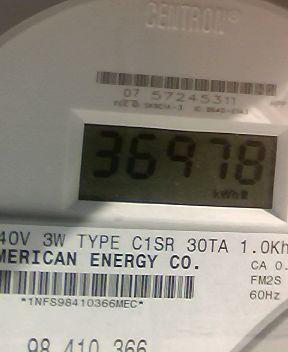 CENTRON®
07 57245311
36978
kWh
40V 3W TYPE C1SR 30TA 1.0Kh
MERICAN ENERGY CO.
CA 0.
FM2S
60Hz
*1NFS98410366MEC*
98 410 366